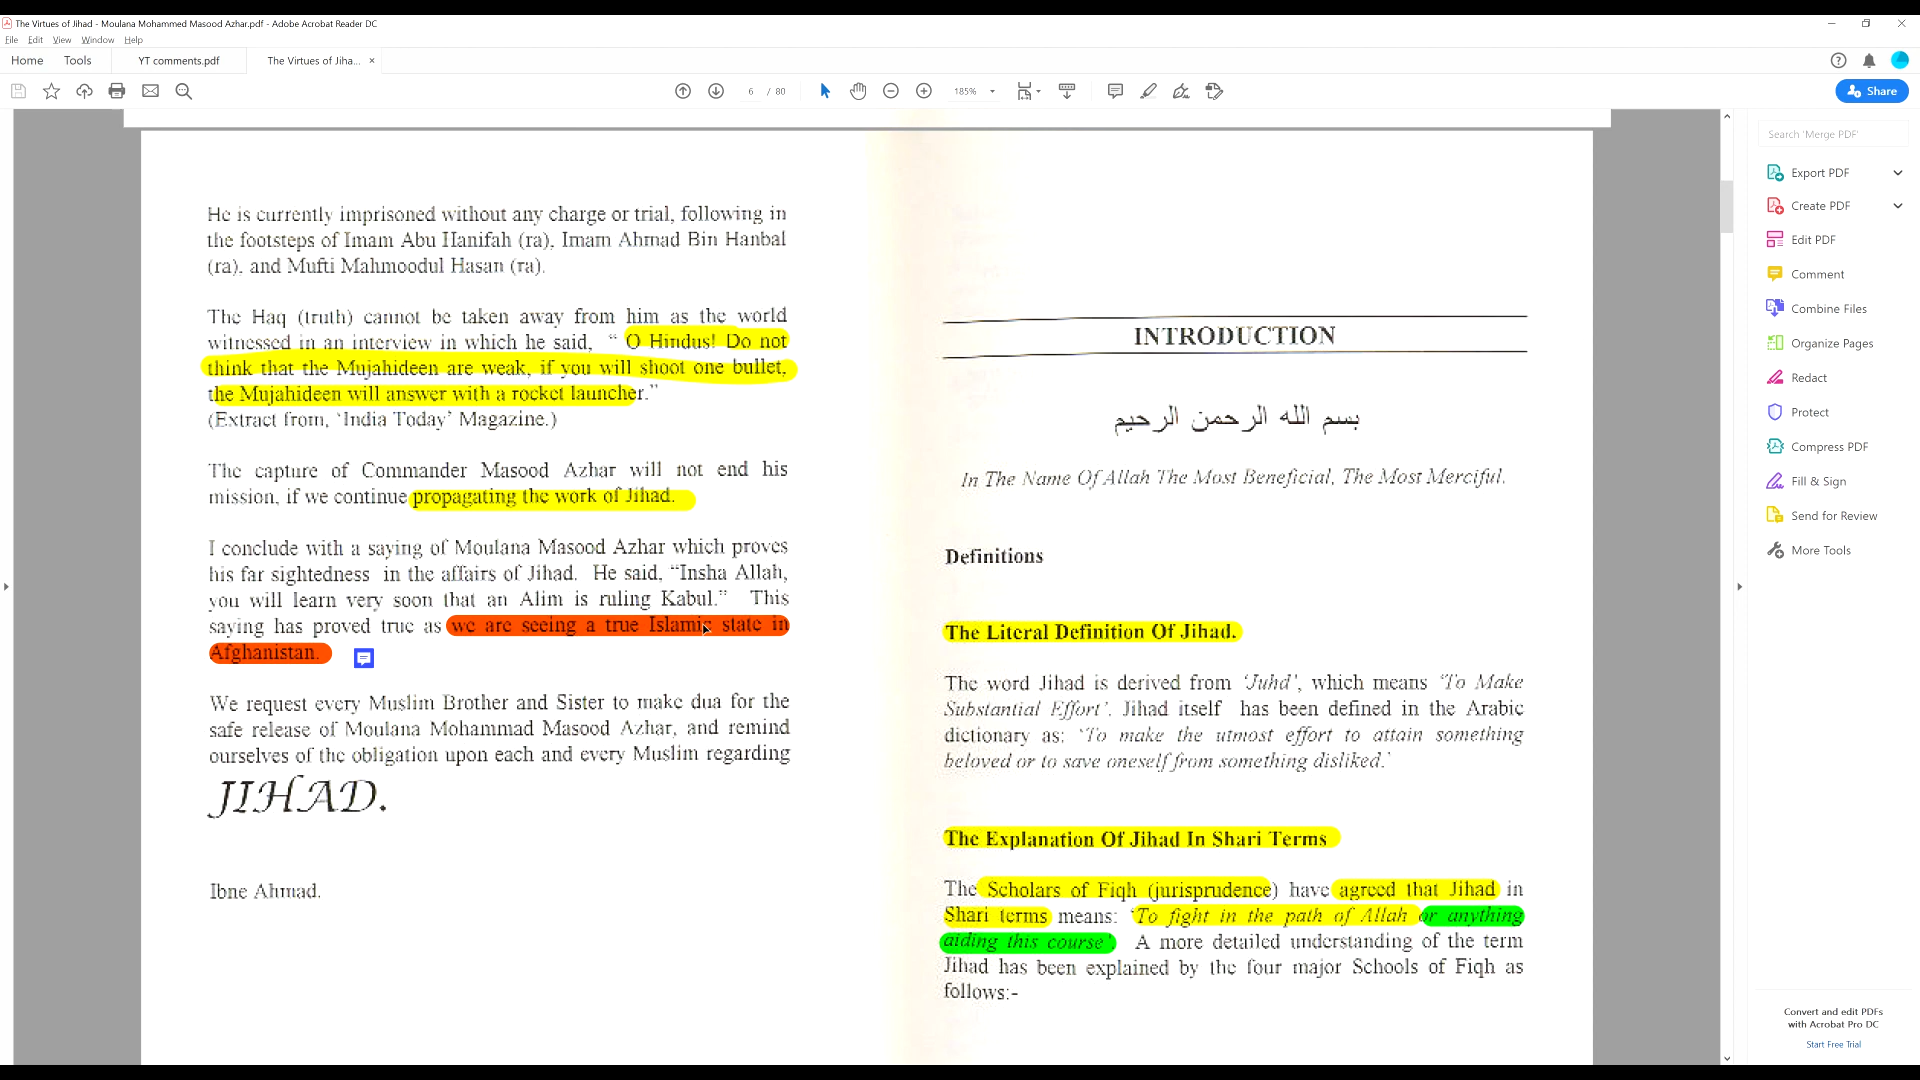 The Virtues of Jihad - Moulana Mohammed Masood Azhar.pdf - Adobe Acrobat Reader DC
File Edit View Window Help
Home Tools YT comments.pdf The Virtues of Jiha... ×
6 / 80 185% Share
He is currently imprisoned without any charge or trial, following in
the footsteps of Imam Abu Hanifah (ra), Imam Ahmad Bin Hanbal
(ra), and Mufti Mahmoodul Hasan (ra).
The Haq (truth) cannot be taken away from him as the world
witnessed in an interview in which he said, “ O Hindus! Do not
think that the Mujahideen are weak, if you will shoot one bullet,
the Mujahideen will answer with a rocket launcher.”
(Extract from, ‘India Today’ Magazine.)
The capture of Commander Masood Azhar will not end his
mission, if we continue propagating the work of Jihad.
I conclude with a saying of Moulana Masood Azhar which proves
his far sightedness in the affairs of Jihad. He said, “Insha Allah,
you will learn very soon that an Alim is ruling Kabul.” This
saying has proved true as we are seeing a true Islamic state in
Afghanistan.
We request every Muslim Brother and Sister to make dua for the
safe release of Moulana Mohammad Masood Azhar, and remind
ourselves of the obligation upon each and every Muslim regarding
JIHAD.
Ibne Ahmad.
INTRODUCTION
بسم الله الرحمن الرحيم
In The Name Of Allah The Most Beneficial, The Most Merciful.
Definitions
The Literal Definition Of Jihad.
The word Jihad is derived from ‘Juhd’, which means ‘To Make
Substantial Effort’. Jihad itself has been defined in the Arabic
dictionary as: ‘To make the utmost effort to attain something
beloved or to save oneself from something disliked.’
The Explanation Of Jihad In Shari Terms
The Scholars of Fiqh (jurisprudence) have agreed that Jihad in
Shari terms means: ‘To fight in the path of Allah or anything
aiding this course’. A more detailed understanding of the term
Jihad has been explained by the four major Schools of Fiqh as
follows:-
Search 'Merge PDF'
Export PDF
Create PDF
Edit PDF
Comment
Combine Files
Organize Pages
Redact
Protect
Compress PDF
Fill & Sign
Send for Review
More Tools
Convert and edit PDFs
with Acrobat Pro DC
Start Free Trial